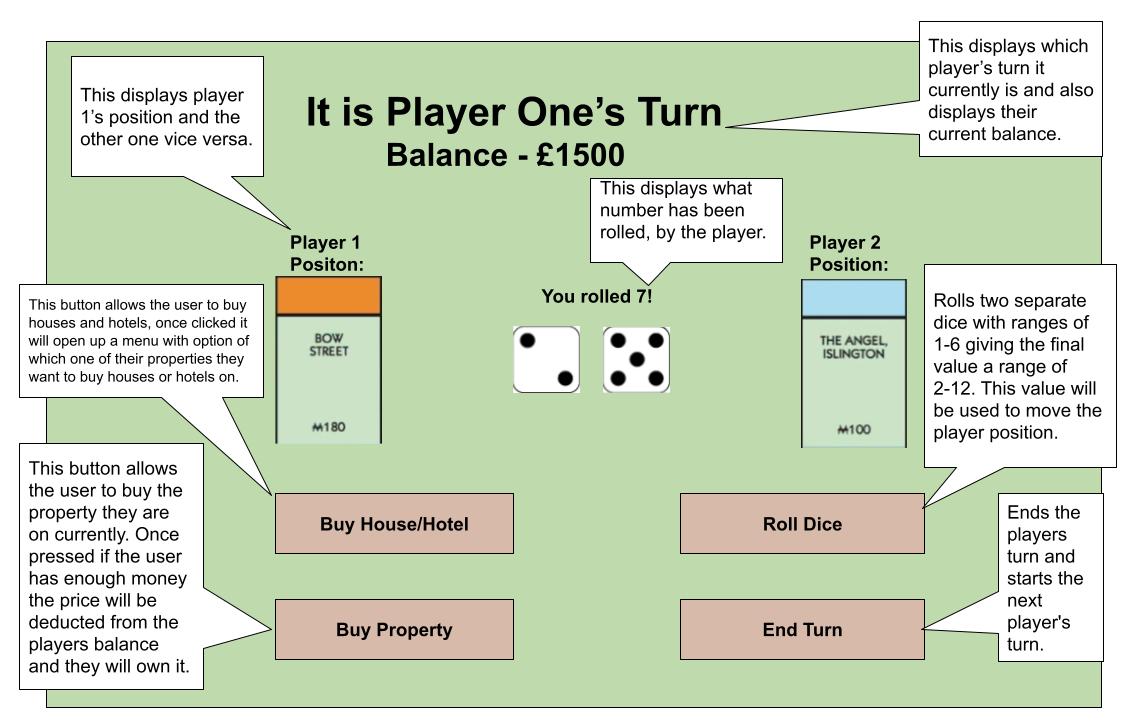 This displays which
player’s turn it
currently is and also
displays their
current balance.
This displays player
1’s position and the
other one vice versa.
It is Player One’s Turn
Balance - £1500
This displays what
number has been
rolled, by the player.
Player 1
Positon:
Player 2
Position:
You rolled 7!
This button allows the user to buy
houses and hotels, once clicked it
will open up a menu with option of
which one of their properties they
want to buy houses or hotels on.
BOW
STREET
₩180
THE ANGEL,
ISLINGTON
₩100
Rolls two separate
dice with ranges of
1-6 giving the final
value a range of
2-12. This value will
be used to move the
player position.
This button allows
the user to buy the
property they are
on currently. Once
pressed if the user
has enough money
the price will be
deducted from the
players balance
and they will own it.
Buy House/Hotel
Roll Dice
Buy Property
End Turn
Ends the
players
turn and
starts the
next
player's
turn.